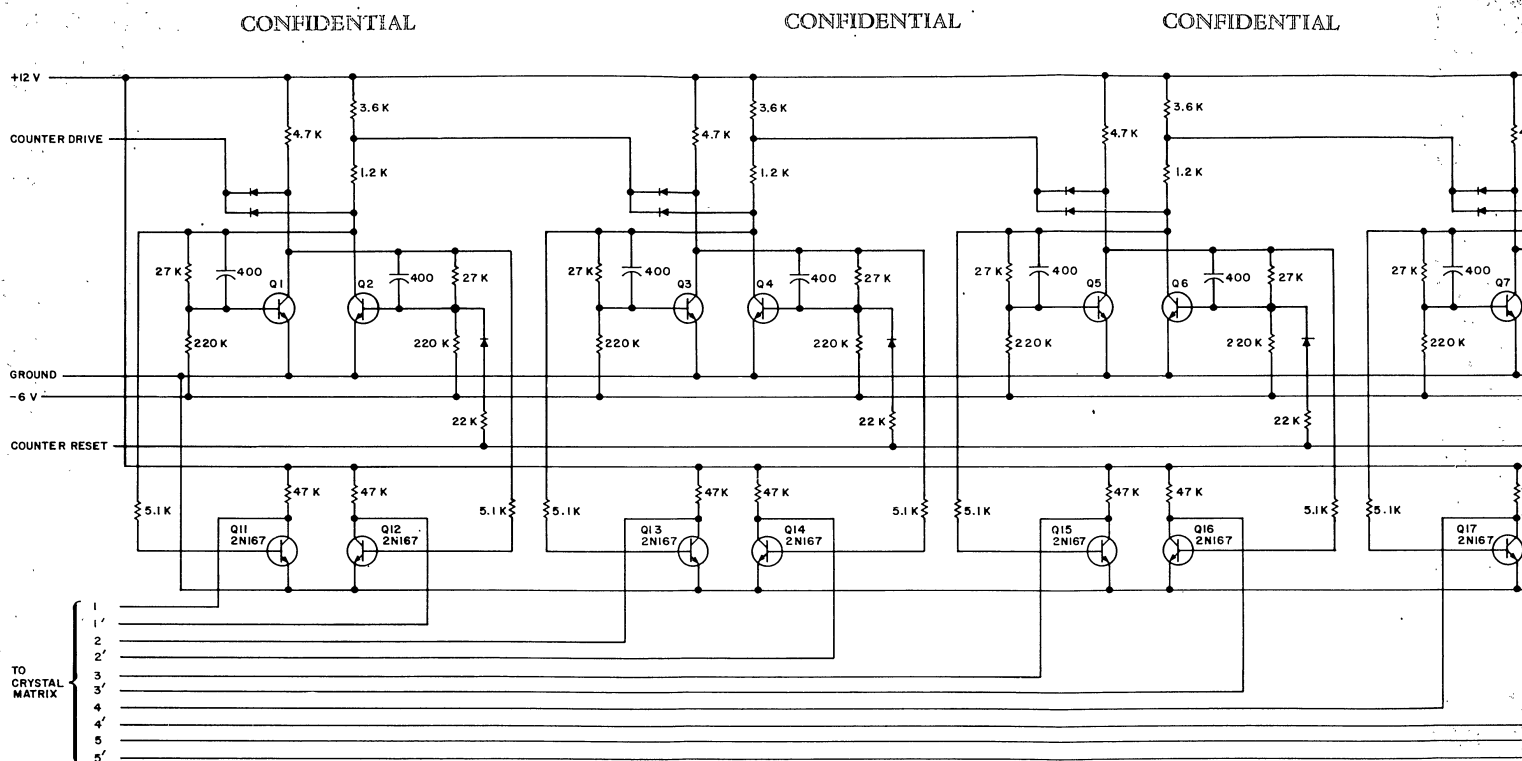 CONFIDENTIAL CONFIDENTIAL CONFIDENTIAL
+12 V
3.6 K 3.6 K 3.6 K
COUNTER DRIVE 4.7 K 4.7 K 4.7 K 4
1.2 K 1.2 K 1.2 K
27 K 400 400 27 K 27 K 400 400 27 K 27 K 400 400 27 K 27 K 400
Q1 Q2 Q3 Q4 Q5 Q6 Q7
220 K 220 K 220 K 220 K 220 K 220 K 220 K
GROUND
-6 V
22 K 22 K 22 K
COUNTER RESET
47 K 47 K 47 K 47 K 47 K 47 K
5.1 K 5.1 K 5.1 K 5.1 K 5.1 K 5.1 K 5.1 K
Q11 Q12 Q13 Q14 Q15 Q16 Q17
2N167 2N167 2N167 2N167 2N167 2N167 2N167
1
1'
2
2'
TO
CRYSTAL
MATRIX
3
3'
4
4'
5
5'